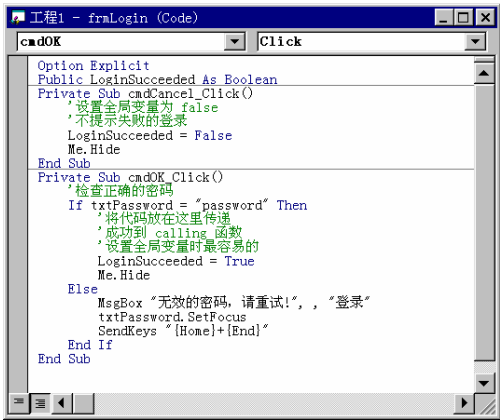 工程1 - frmLogin (Code)
cmdOK Click
Option Explicit
Public LoginSucceeded As Boolean
Private Sub cmdCancel_Click()
'设置全局变量为 false
'不提示失败的登录
LoginSucceeded = False
Me.Hide
End Sub
Private Sub cmdOK_Click()
'检查正确的密码
If txtPassword = "password" Then
'将代码放在这里传递
'成功到 calling 函数
'设置全局变量时最容易的
LoginSucceeded = True
Me.Hide
Else
MsgBox "无效的密码，请重试!", , "登录"
txtPassword.SetFocus
SendKeys "{Home}+{End}"
End If
End Sub